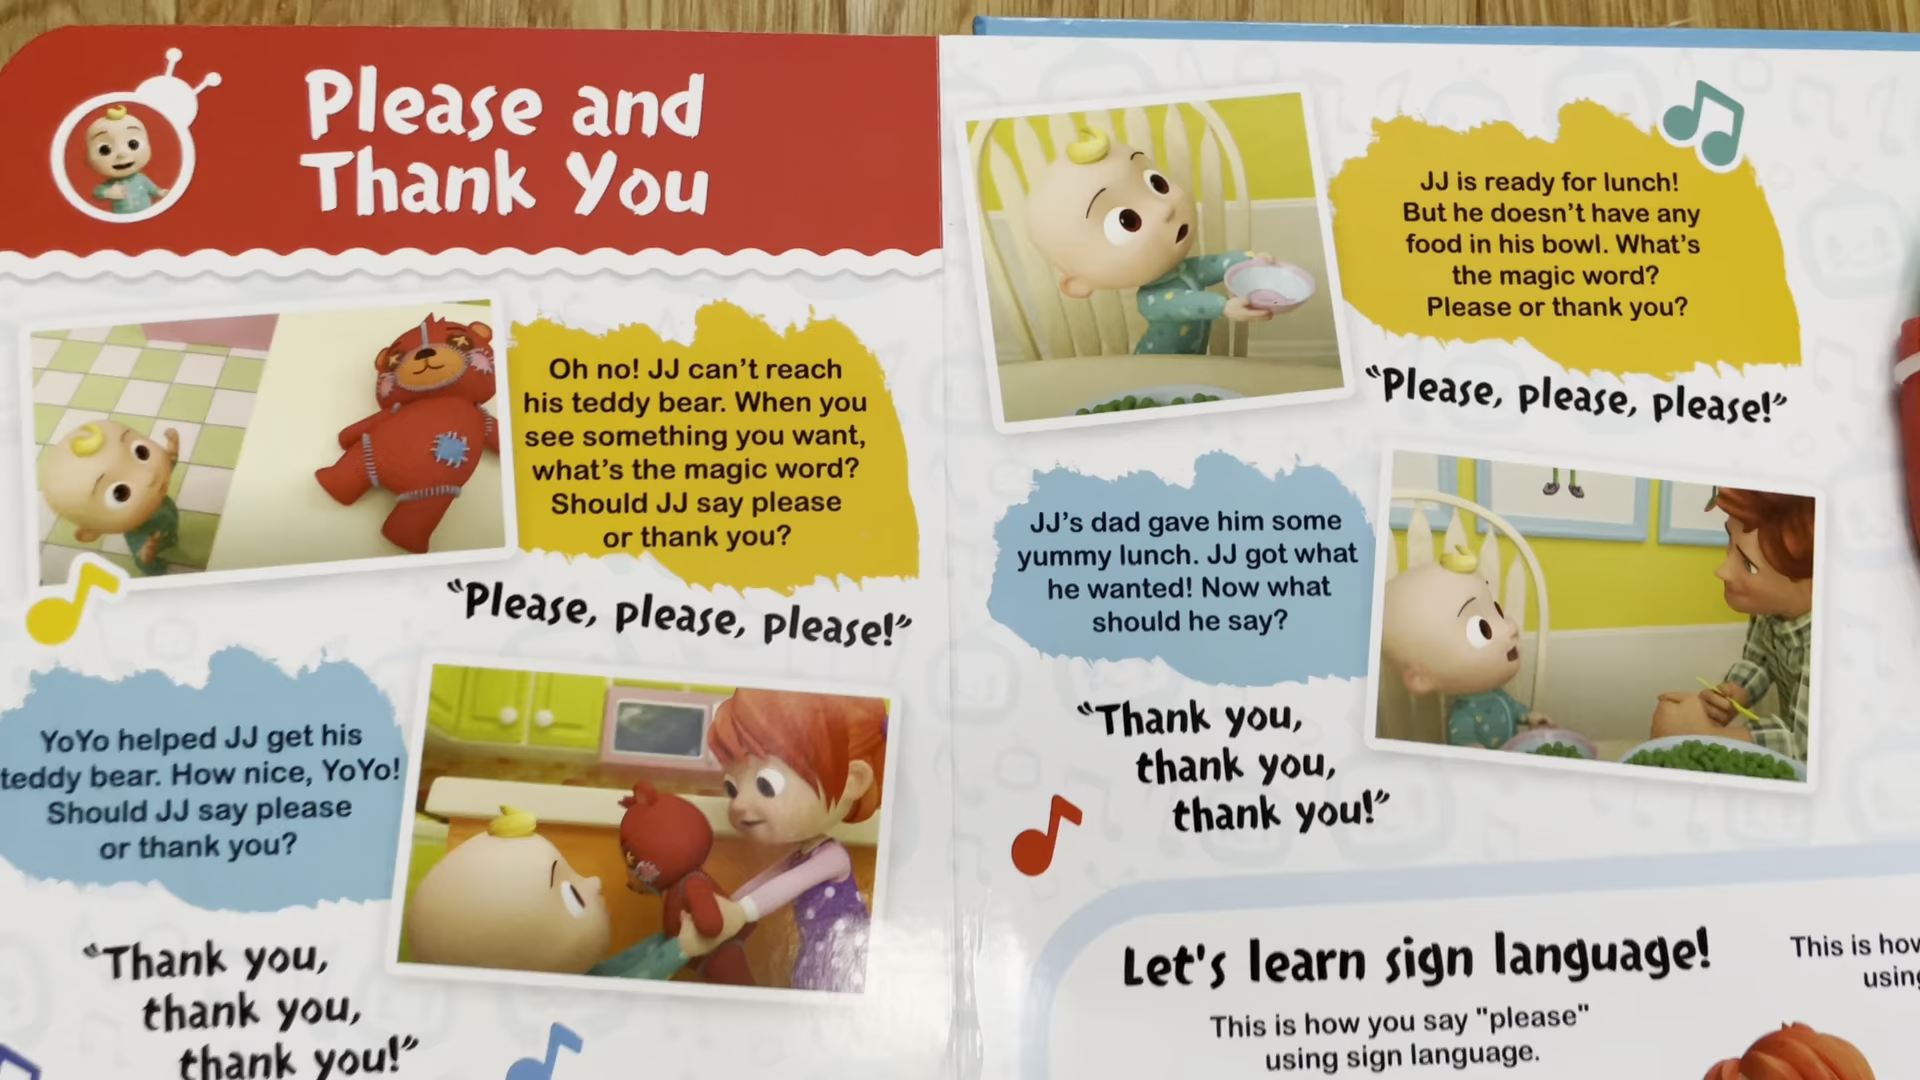 Please and
Thank You
Oh no! JJ can't reach
his teddy bear. When you
see something you want,
what's the magic word?
Should JJ say please
or thank you?
"Please, please, please!"
YoYo helped JJ get his
teddy bear. How nice, YoYo!
Should JJ say please
or thank you?
"Thank you,
thank you,
thank you!"
JJ is ready for lunch!
But he doesn't have any
food in his bowl. What's
the magic word?
Please or thank you?
"Please, please, please!"
JJ's dad gave him some
yummy lunch. JJ got what
he wanted! Now what
should he say?
"Thank you,
thank you,
thank you!"
Let's learn sign language!
This is how you say "please"
using sign language.
This is how
using